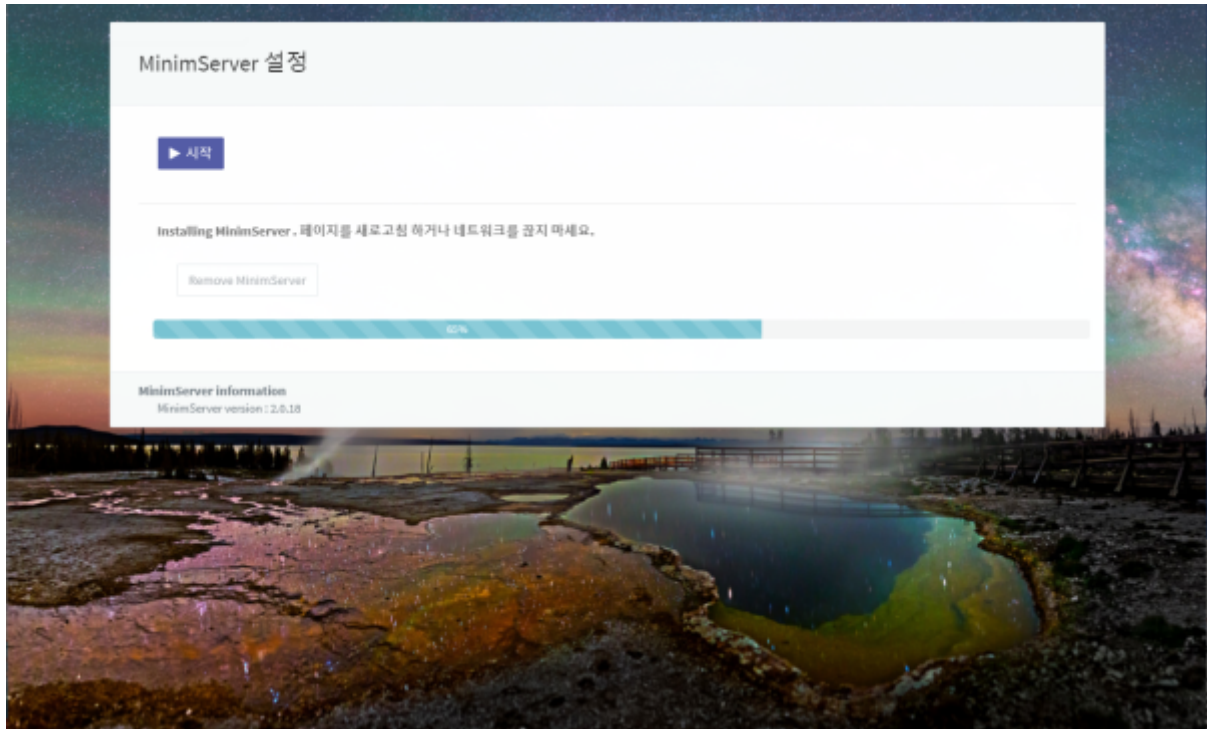 MinimServer 설정
▶ 시작
Installing MinimServer . 페이지를 새로고침 하거나 네트워크를 끊지 마세요.
Remove MinimServer
65%
MinimServer information
MinimServer version : 2.0.18